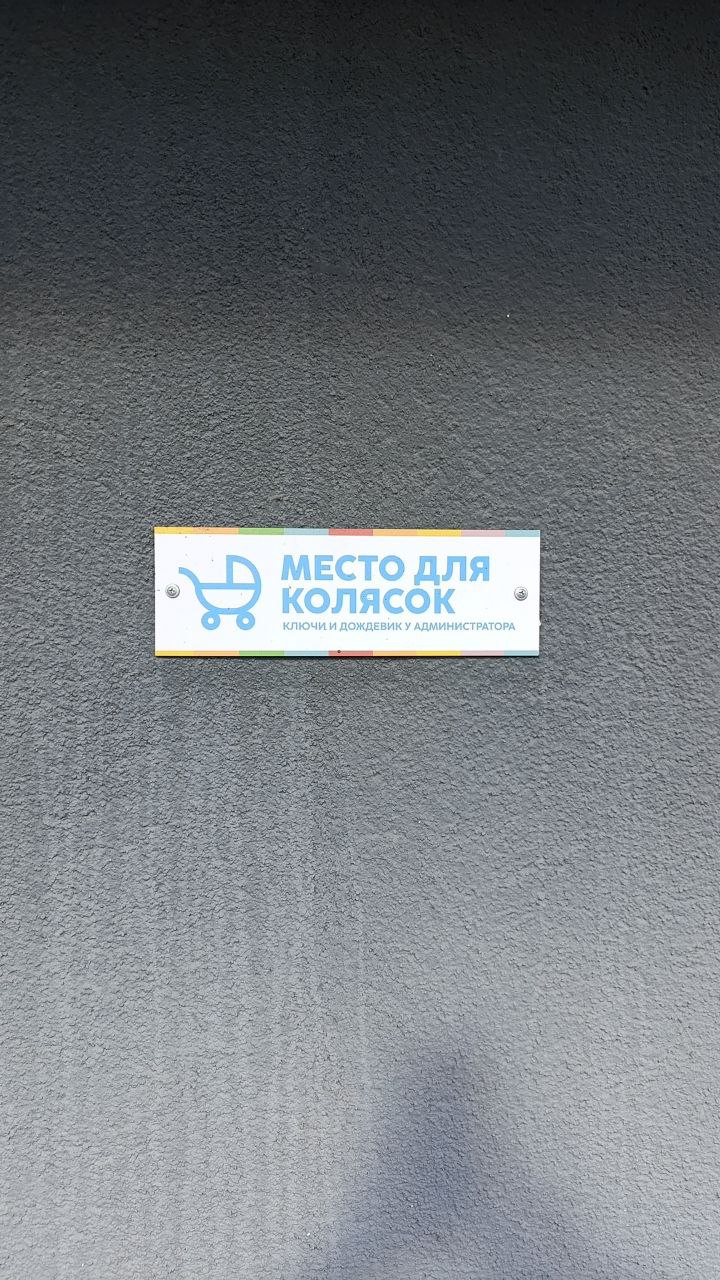 МЕСТО ДЛЯ
КОЛЯСОК
КЛЮЧИ И ДОЖДЕВИК У АДМИНИСТРАТОРА